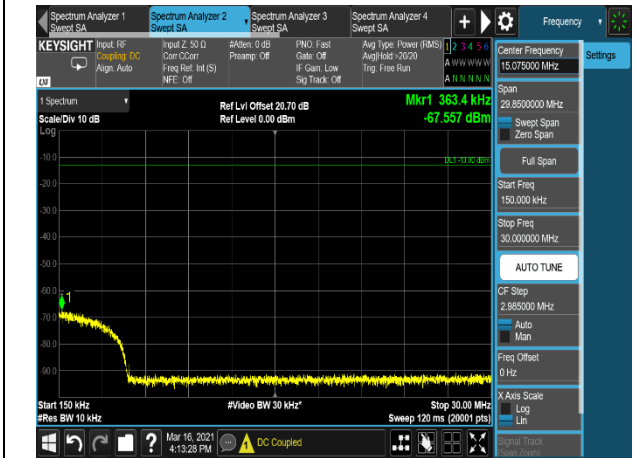 Spectrum Analyzer 1
Swept SA
Spectrum Analyzer 2
Swept SA
Spectrum Analyzer 3
Swept SA
Spectrum Analyzer 4
Swept SA
+
Frequency
KEYSIGHT
Input: RF
Coupling: DC
Align: Auto
Input Z: 50 Ω
Corr CCorr
Freq Ref: Int (S)
NFE: Off
#Atten: 0 dB
Preamp: Off
PNO: Fast
Gate: Off
IF Gain: Low
Sig Track: Off
Avg Type: Power (RMS)
Avg|Hold:>20/20
Trig: Free Run
1 2 3 4 5 6
A W W W W W
A N N N N N
LXI
Center Frequency
15.075000 MHz
Settings
Span
29.8500000 MHz
Swept Span
Zero Span
Full Span
Start Freq
150.000 kHz
Stop Freq
30.000000 MHz
AUTO TUNE
CF Step
2.985000 MHz
Auto
Man
Freq Offset
0 Hz
X Axis Scale
Log
Lin
Signal Track
(Span Zoom)
1 Spectrum
Scale/Div 10 dB
Log
Ref Lvl Offset 20.70 dB
Ref Level 0.00 dBm
Mkr1 363.4 kHz
-67.557 dBm
DL1 -13.00 dBm
-10.0
-20.0
-30.0
-40.0
-50.0
-60.0
-70.0
-80.0
-90.0
1
Start 150 kHz
#Res BW 10 kHz
#Video BW 30 kHz*
Stop 30.00 MHz
Sweep 120 ms (20001 pts)
?
Mar 16, 2021
4:13:28 PM
DC Coupled